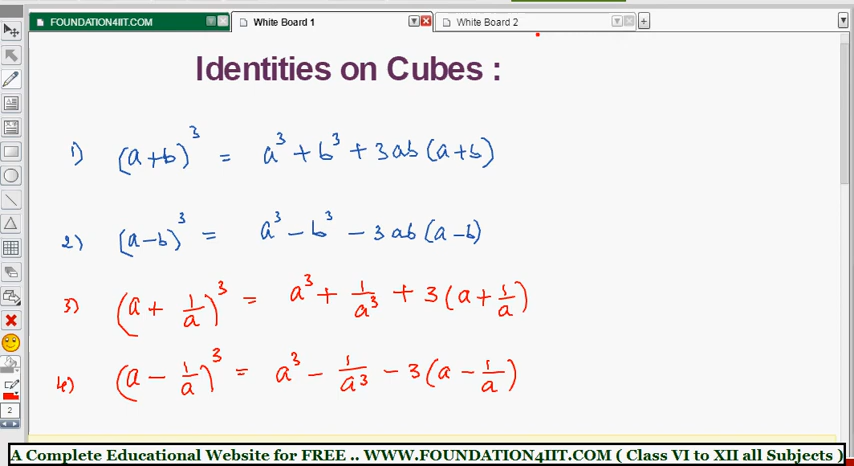 FOUNDATION4IIT.COM White Board 1 White Board 2
Identities on Cubes :
1) (a+b)³ = a³ + b³ + 3ab(a+b)
2) (a−b)³ = a³ − b³ − 3ab(a−b)
3) (a + 1/a)³ = a³ + 1/a³ + 3(a + 1/a)
4) (a − 1/a)³ = a³ − 1/a³ − 3(a − 1/a)
2
A Complete Educational Website for FREE .. WWW.FOUNDATION4IIT.COM ( Class VI to XII all Subjects )